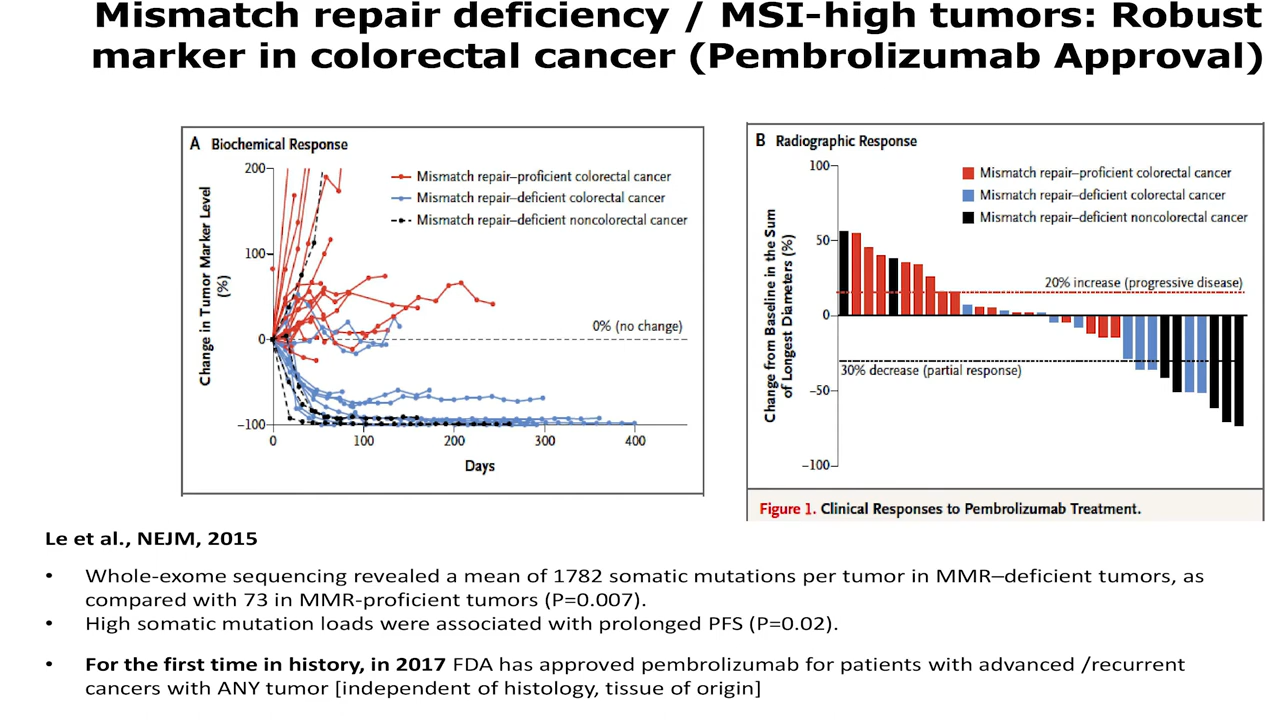 Mismatch repair deficiency / MSI-high tumors: Robust
marker in colorectal cancer (Pembrolizumab Approval)
A Biochemical Response
200
100
0
−100
Change in Tumor Marker Level
(%)
Mismatch repair–proficient colorectal cancer
Mismatch repair–deficient colorectal cancer
Mismatch repair–deficient noncolorectal cancer
0% (no change)
0 100 200 300 400
Days
B Radiographic Response
100
50
0
−50
−100
Change from Baseline in the Sum
of Longest Diameters (%)
Mismatch repair–proficient colorectal cancer
Mismatch repair–deficient colorectal cancer
Mismatch repair–deficient noncolorectal cancer
20% increase (progressive disease)
30% decrease (partial response)
Figure 1. Clinical Responses to Pembrolizumab Treatment.
Le et al., NEJM, 2015
• Whole-exome sequencing revealed a mean of 1782 somatic mutations per tumor in MMR–deficient tumors, as
compared with 73 in MMR-proficient tumors (P=0.007).
• High somatic mutation loads were associated with prolonged PFS (P=0.02).
• For the first time in history, in 2017 FDA has approved pembrolizumab for patients with advanced /recurrent
cancers with ANY tumor [independent of histology, tissue of origin]